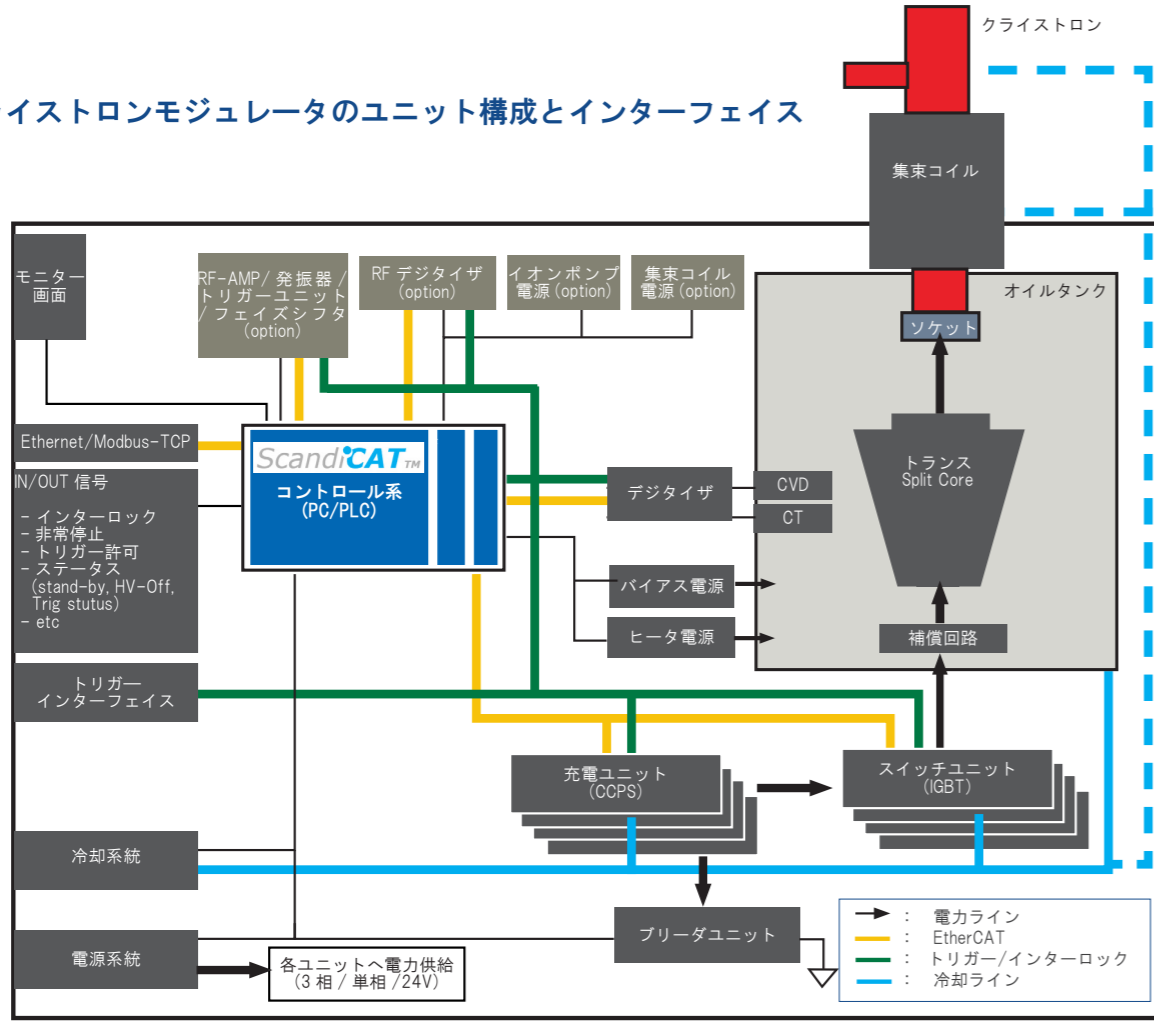 クライストロン
イストロンモジュレータのユニット構成とインターフェイス
集束コイル
モニター
画面
RF-AMP/ 発振器 /
トリガーユニット
/ フェイズシフタ
(option)
RF デジタイザ
(option)
イオンポンプ
電源 (option)
集束コイル
電源 (option)
オイルタンク
ソケット
Ethernet/Modbus-TCP
ScandiCAT TM
コントロール系
(PC/PLC)
トランス
Split Core
IN/OUT 信号
- インターロック
- 非常停止
- トリガー許可
- ステータス
(stand-by, HV-Off,
Trig stutus)
- etc
デジタイザ
CVD
CT
バイアス電源
ヒータ電源
補償回路
トリガー
インターフェイス
充電ユニット
(CCPS)
スイッチユニット
(IGBT)
冷却系統
ブリーダユニット
電源系統
各ユニットへ電力供給
(3 相 / 単相 /24V)
： 電力ライン
： EtherCAT
： トリガー/インターロック
： 冷却ライン